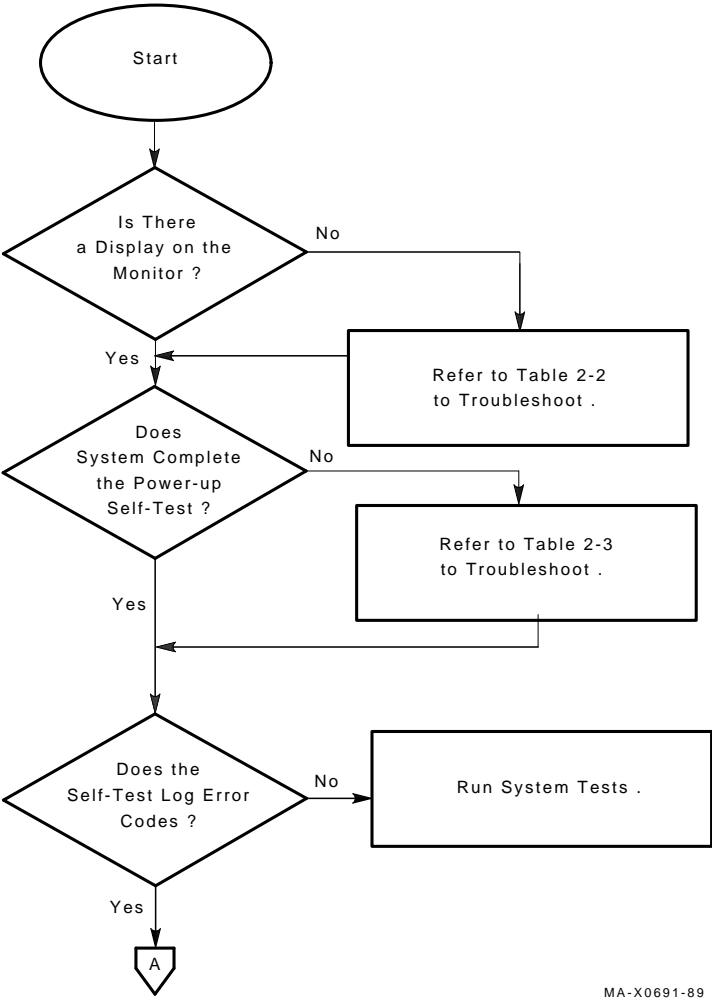 Start
Is There
a Display on the
Monitor ?
No
Yes
Refer to Table 2-2
to Troubleshoot .
Does
System Complete
the Power-up
Self-Test ?
No
Refer to Table 2-3
to Troubleshoot .
Yes
Does the
Self-Test Log Error
Codes ?
No
Run System Tests .
Yes
A
MA-X0691-89